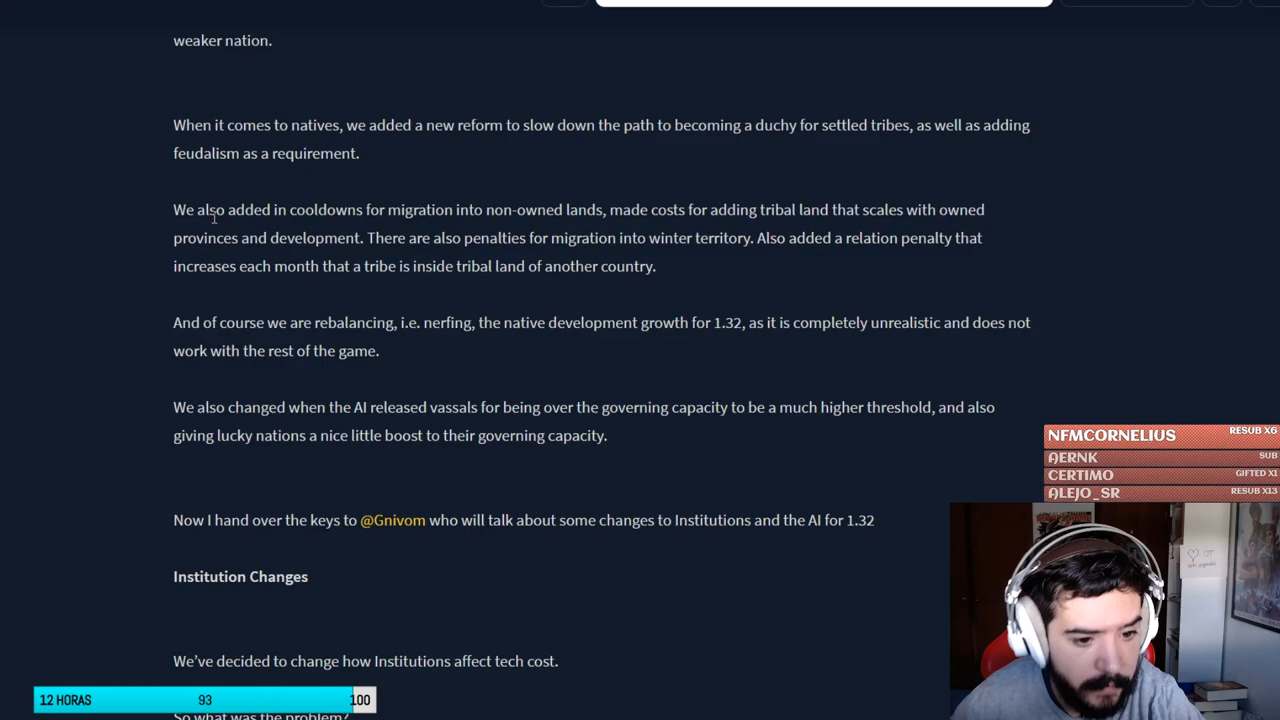 weaker nation.
When it comes to natives, we added a new reform to slow down the path to becoming a duchy for settled tribes, as well as adding
feudalism as a requirement.
We also added in cooldowns for migration into non-owned lands, made costs for adding tribal land that scales with owned
provinces and development. There are also penalties for migration into winter territory. Also added a relation penalty that
increases each month that a tribe is inside tribal land of another country.
And of course we are rebalancing, i.e. nerfing, the native development growth for 1.32, as it is completely unrealistic and does not
work with the rest of the game.
We also changed when the AI released vassals for being over the governing capacity to be a much higher threshold, and also
giving lucky nations a nice little boost to their governing capacity.
Now I hand over the keys to @Gnivom who will talk about some changes to Institutions and the AI for 1.32
Institution Changes
We've decided to change how Institutions affect tech cost.
So what was the problem?
NFMCORNELIUS RESUB X6
AERNK SUB
CERTIMO GIFTED X1
ALEJO_SR RESUB X13
12 HORAS 93 100